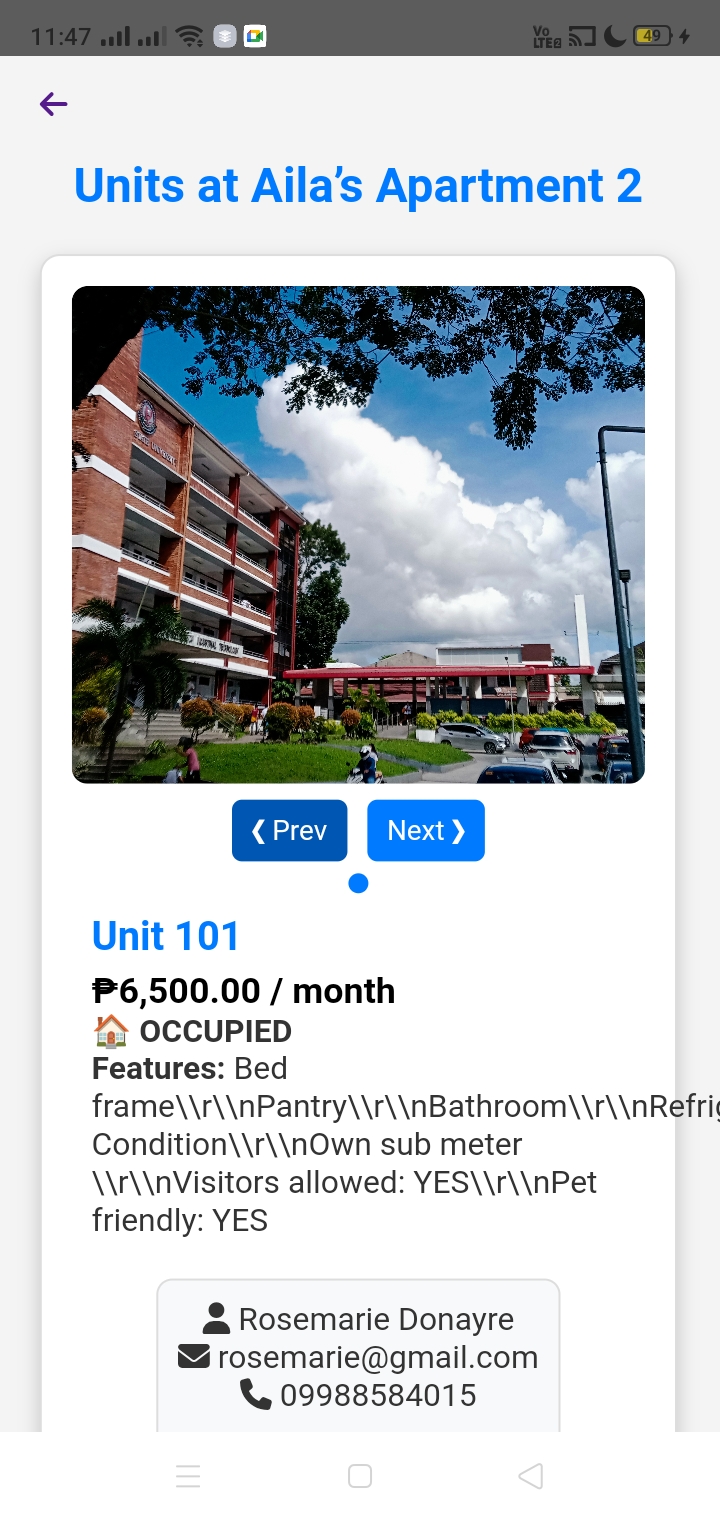 11:47
Vo LTE2
49
Units at Aila’s Apartment 2
❮ Prev
Next ❯
Unit 101
₱6,500.00 / month
OCCUPIED
Features: Bed
frame\\r\\nPantry\\r\\nBathroom\\r\\nRefrig
Condition\\r\\nOwn sub meter
\\r\\nVisitors allowed: YES\\r\\nPet
friendly: YES
Rosemarie Donayre
rosemarie@gmail.com
09988584015